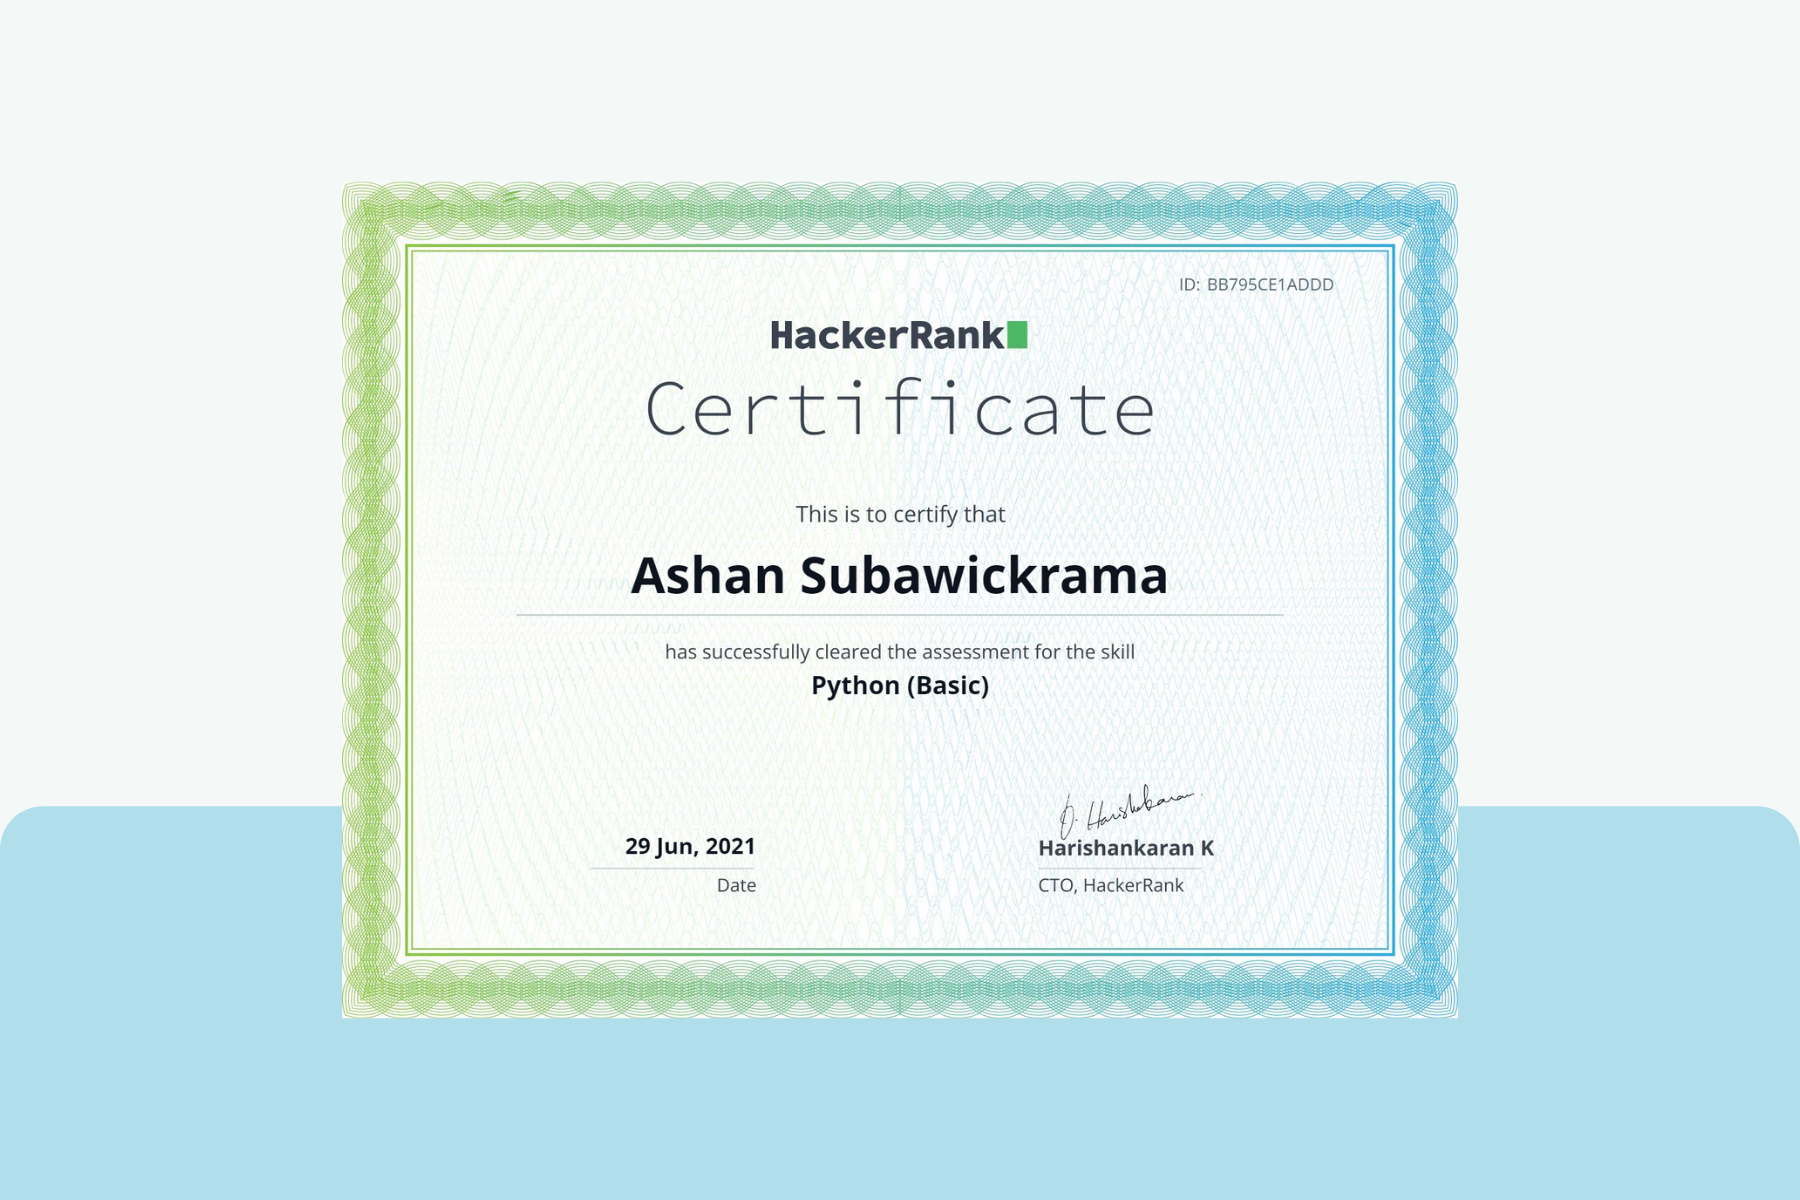 ID: BB795CE1ADDD
HackerRank
Certificate
This is to certify that
Ashan Subawickrama
has successfully cleared the assessment for the skill
Python (Basic)
29 Jun, 2021
Date
Harishankaran K
CTO, HackerRank